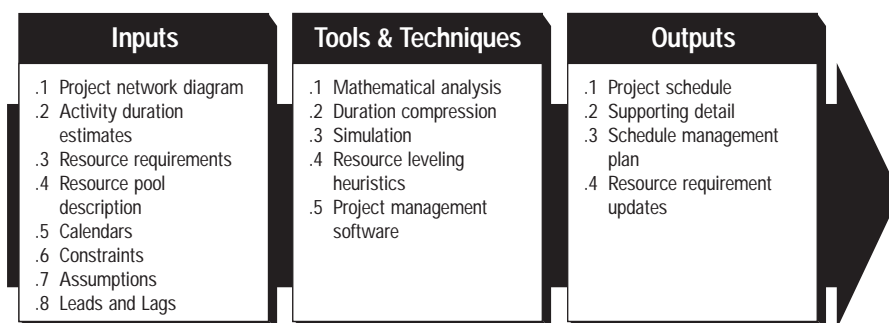 Inputs
.1 Project network diagram
.2 Activity duration
estimates
.3 Resource requirements
.4 Resource pool
description
.5 Calendars
.6 Constraints
.7 Assumptions
.8 Leads and Lags
Tools & Techniques
.1 Mathematical analysis
.2 Duration compression
.3 Simulation
.4 Resource leveling
heuristics
.5 Project management
software
Outputs
.1 Project schedule
.2 Supporting detail
.3 Schedule management
plan
.4 Resource requirement
updates